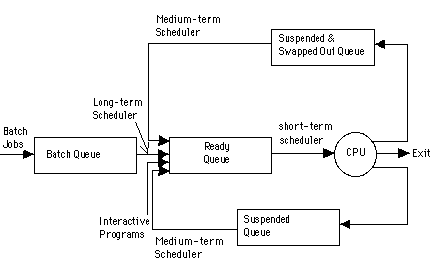 Medium-term
Scheduler
Suspended &
Swapped Out Queue
Long-term
Scheduler
Batch
Jobs
Batch Queue
Ready
Queue
short-term
scheduler
CPU
Exit
Interactive
Programs
Suspended
Queue
Medium-term
Scheduler